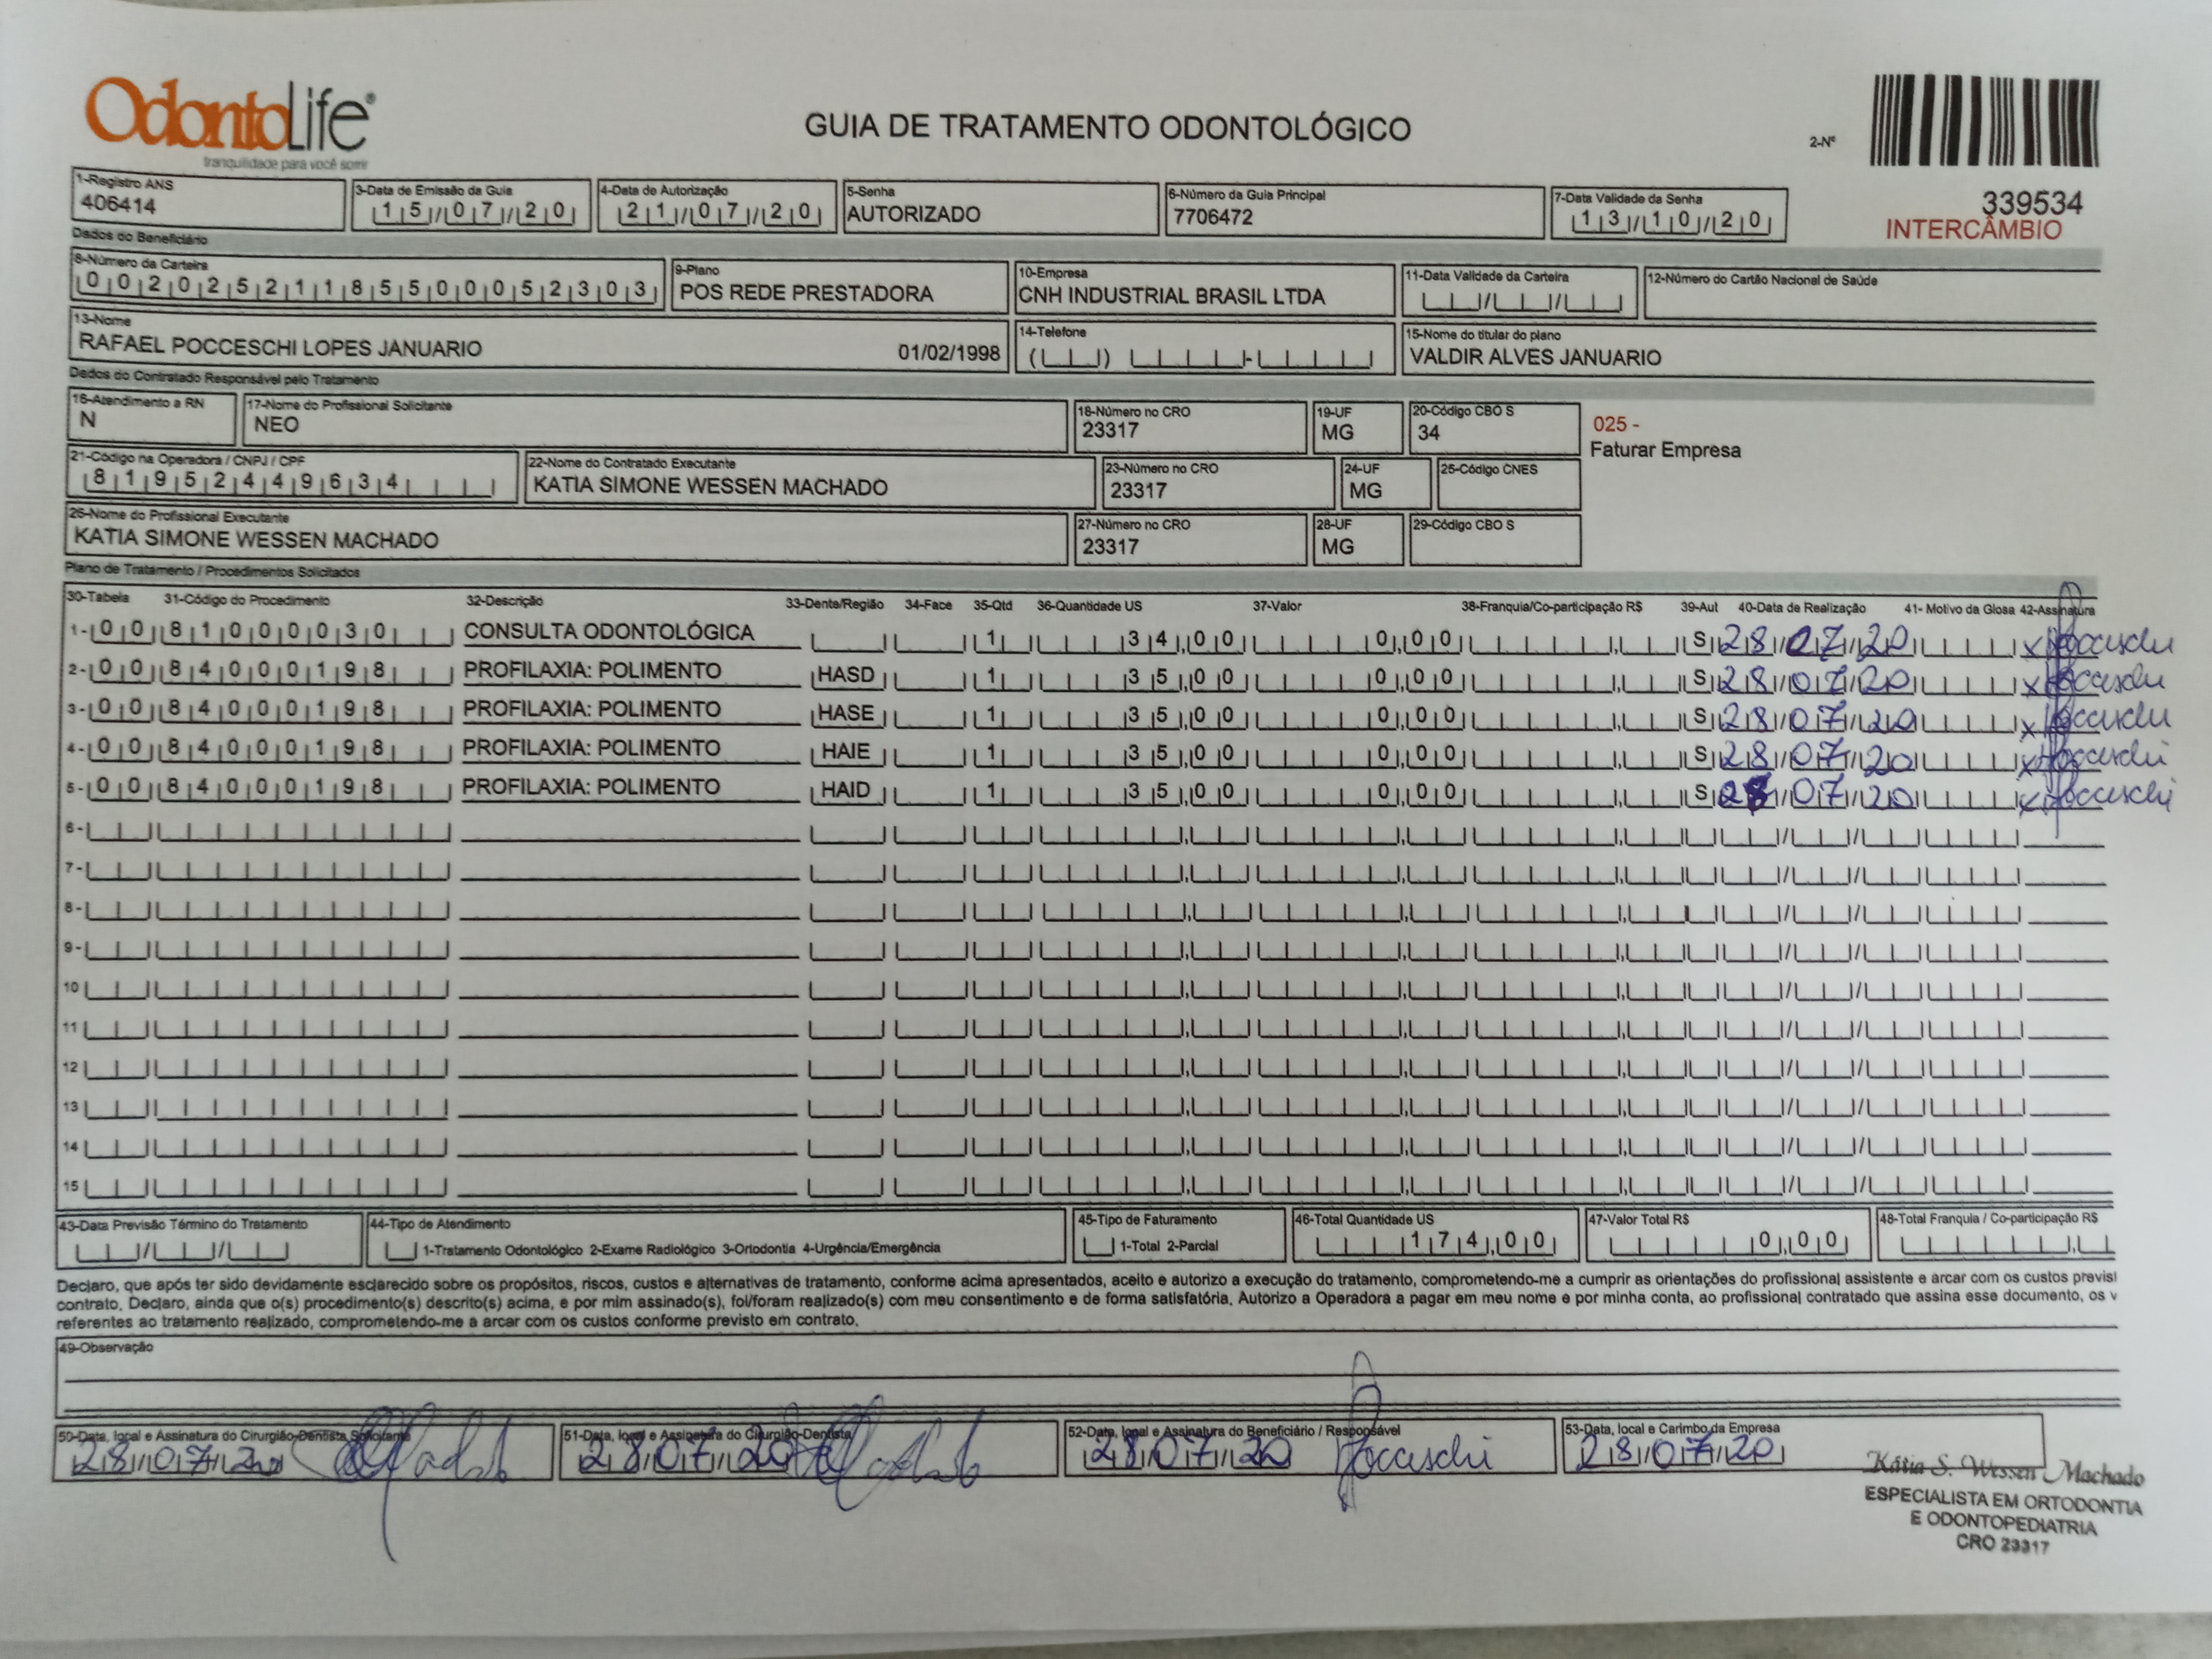 OdontoLife®
tranquilidade para você sorrir
GUIA DE TRATAMENTO ODONTOLÓGICO
2-Nº
339534
INTERCÂMBIO
1-Registro ANS
406414
3-Data de Emissão da Guia
15/07/20
4-Data de Autorização
21/07/20
5-Senha
AUTORIZADO
6-Número da Guia Principal
7706472
7-Data Validade da Senha
13/10/20
Dados do Beneficiário
8-Número da Carteira
00202521185500052303
9-Plano
POS REDE PRESTADORA
10-Empresa
CNH INDUSTRIAL BRASIL LTDA
11-Data Validade da Carteira
12-Número do Cartão Nacional de Saúde
13-Nome
RAFAEL POCCESCHI LOPES JANUARIO 01/02/1998
14-Telefone
15-Nome do titular do plano
VALDIR ALVES JANUARIO
Dados do Contratado Responsável pelo Tratamento
16-Atendimento a RN
N
17-Nome do Profissional Solicitante
NEO
18-Número no CRO
23317
19-UF
MG
20-Código CBO S
34
025 -
Faturar Empresa
21-Código na Operadora / CNPJ / CPF
81952449634
22-Nome do Contratado Executante
KATIA SIMONE WESSEN MACHADO
23-Número no CRO
23317
24-UF
MG
25-Código CNES
26-Nome do Profissional Executante
KATIA SIMONE WESSEN MACHADO
27-Número no CRO
23317
28-UF
MG
29-Código CBO S
Plano de Tratamento / Procedimentos Solicitados
30-Tabela 31-Código do Procedimento 32-Descrição 33-Dente/Região 34-Face 35-Qtd 36-Quantidade US 37-Valor 38-Franquia/Co-participação R$ 39-Aut 40-Data de Realização 41- Motivo da Glosa 42-Assinatura
1- 00 81000030 CONSULTA ODONTOLÓGICA 1 34,00 0,00 S 28/07/20 x Pocceschi
2- 00 84000198 PROFILAXIA: POLIMENTO HASD 1 35,00 0,00 S 28/07/20 x Pocceschi
3- 00 84000198 PROFILAXIA: POLIMENTO HASE 1 35,00 0,00 S 28/07/20 x Pocceschi
4- 00 84000198 PROFILAXIA: POLIMENTO HAIE 1 35,00 0,00 S 28/07/20 x Pocceschi
5- 00 84000198 PROFILAXIA: POLIMENTO HAID 1 35,00 0,00 S 28/07/20 x Pocceschi
6-
7-
8-
9-
10
11
12
13
14
15
43-Data Previsão Término do Tratamento
44-Tipo de Atendimento
1-Tratamento Odontológico 2-Exame Radiológico 3-Ortodontia 4-Urgência/Emergência
45-Tipo de Faturamento
1-Total 2-Parcial
46-Total Quantidade US
174,00
47-Valor Total R$
0,00
48-Total Franquia / Co-participação R$
Declaro, que após ter sido devidamente esclarecido sobre os propósitos, riscos, custos e alternativas de tratamento, conforme acima apresentados, aceito e autorizo a execução do tratamento, comprometendo-me a cumprir as orientações do profissional assistente e arcar com os custos previst
contrato. Declaro, ainda que o(s) procedimento(s) descrito(s) acima, e por mim assinado(s), foi/foram realizado(s) com meu consentimento e de forma satisfatória. Autorizo a Operadora a pagar em meu nome e por minha conta, ao profissional contratado que assina esse documento, os v
referentes ao tratamento realizado, comprometendo-me a arcar com os custos conforme previsto em contrato.
49-Observação
50-Data, local e Assinatura do Cirurgião-Dentista Solicitante
28/07/20
51-Data, local e Assinatura do Cirurgião-Dentista
28/07/20
52-Data, local e Assinatura do Beneficiário / Responsável
28/07/20 Pocceschi
53-Data, local e Carimbo da Empresa
28/07/20
Kátia S. Wessen Machado
ESPECIALISTA EM ORTODONTIA
E ODONTOPEDIATRIA
CRO 23317